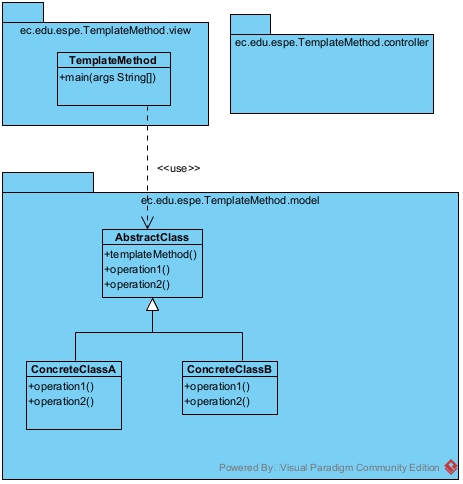 ec.edu.espe.TemplateMethod.view
TemplateMethod
+main(args String[])
ec.edu.espe.TemplateMethod.controller
<<use>>
ec.edu.espe.TemplateMethod.model
AbstractClass
+templateMethod()
+operation1()
+operation2()
ConcreteClassA
+operation1()
+operation2()
ConcreteClassB
+operation1()
+operation2()
Powered By: Visual Paradigm Community Edition